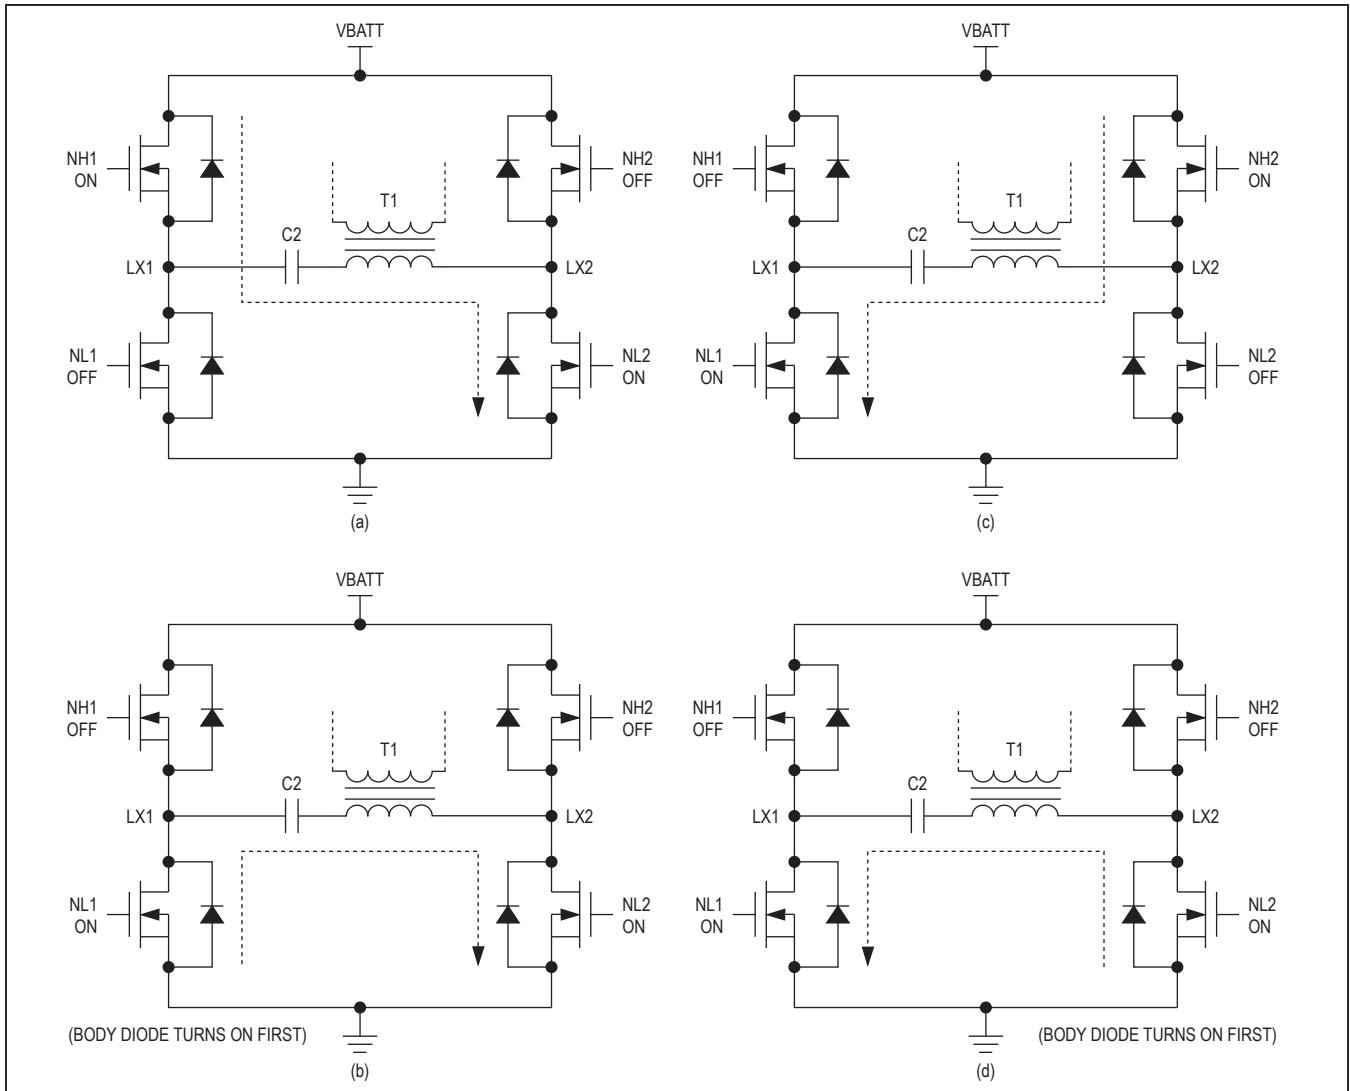 VBATT
NH1
ON
NH2
OFF
T1
C2
LX1
LX2
NL1
OFF
NL2
ON
(a)
VBATT
NH1
OFF
NH2
ON
T1
C2
LX1
LX2
NL1
ON
NL2
OFF
(c)
VBATT
NH1
OFF
NH2
OFF
T1
C2
LX1
LX2
NL1
ON
NL2
ON
(BODY DIODE TURNS ON FIRST)
(b)
VBATT
NH1
OFF
NH2
OFF
T1
C2
LX1
LX2
NL1
ON
NL2
ON
(BODY DIODE TURNS ON FIRST)
(d)